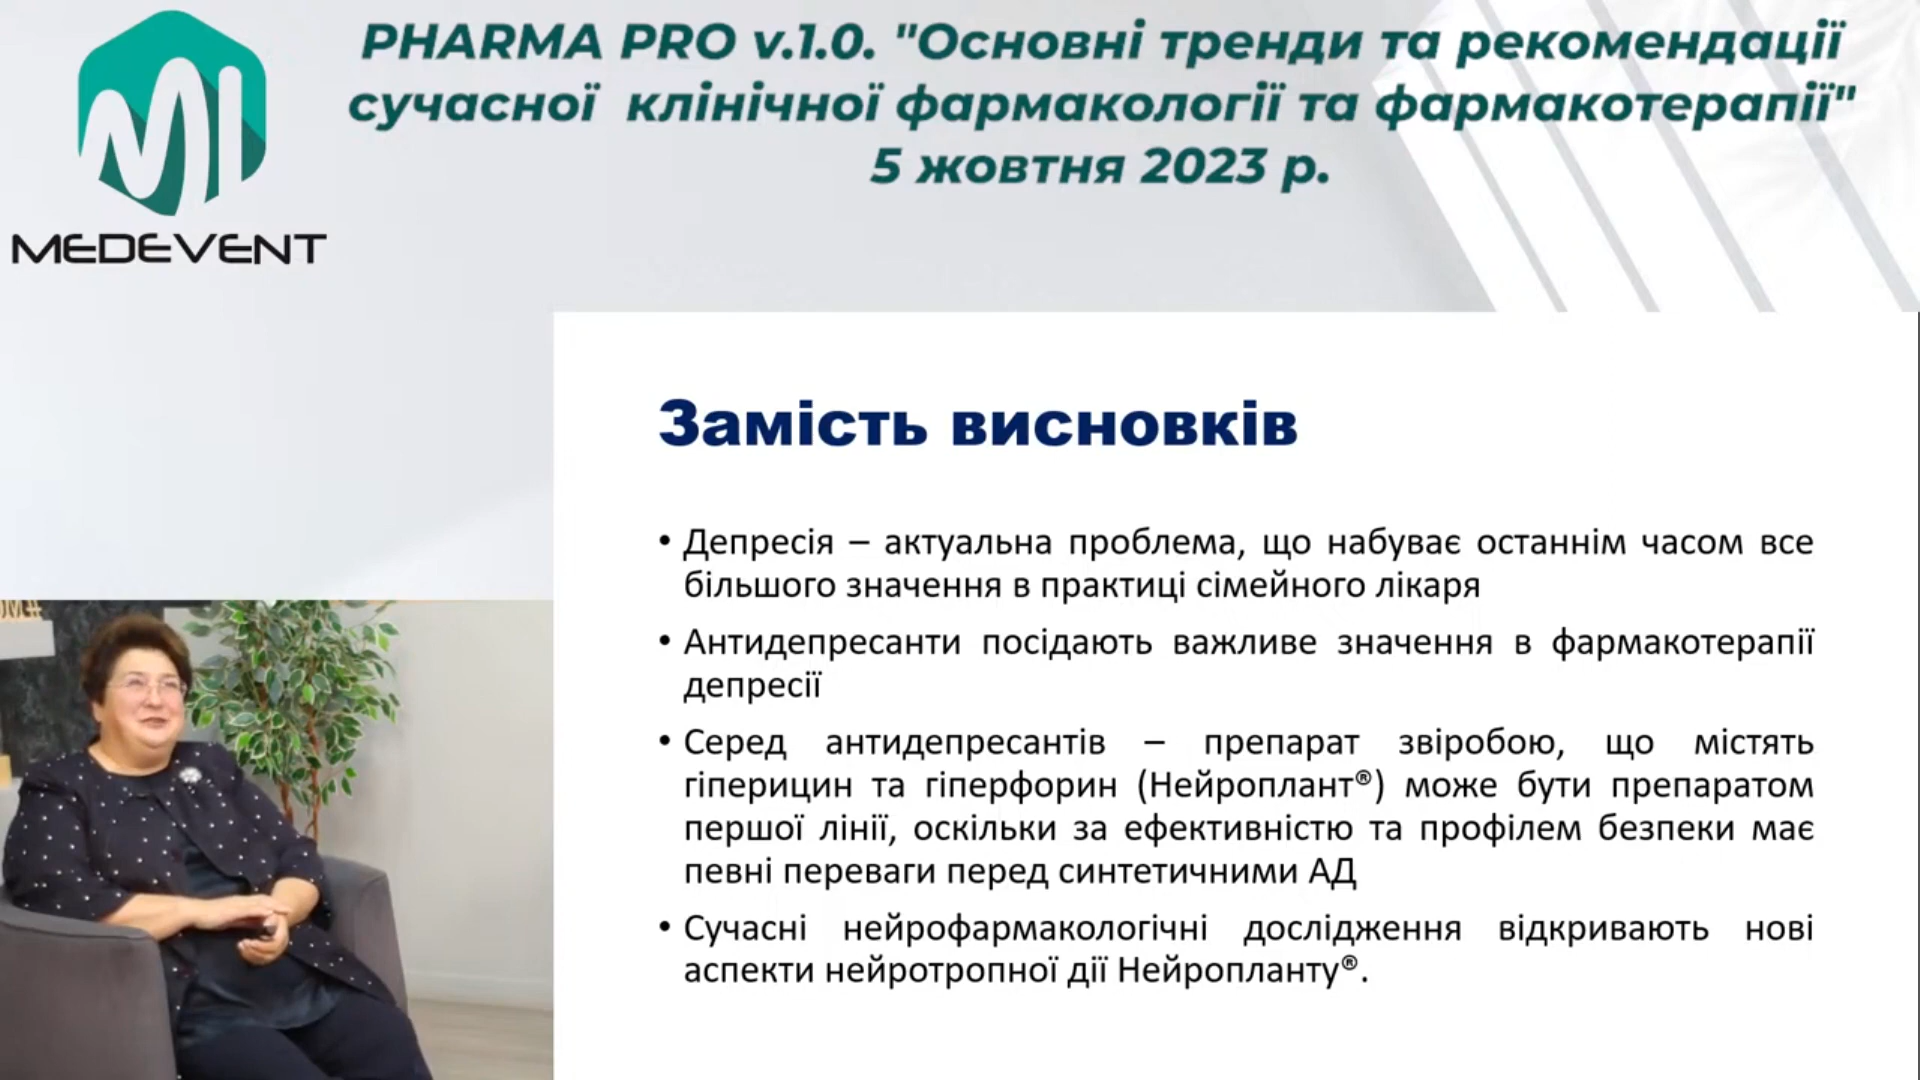 PHARMA PRO v.1.0. "Основні тренди та рекомендації
сучасної клінічної фармакології та фармакотерапії"
5 жовтня 2023 р.
MEDEVENT
Замість висновків
• Депресія – актуальна проблема, що набуває останнім часом все
більшого значення в практиці сімейного лікаря
• Антидепресанти посідають важливе значення в фармакотерапії
депресії
• Серед антидепресантів – препарат звіробою, що містять
гіперицин та гіперфорин (Нейроплант®) може бути препаратом
першої лінії, оскільки за ефективністю та профілем безпеки має
певні переваги перед синтетичними АД
• Сучасні нейрофармакологічні дослідження відкривають нові
аспекти нейротропної дії Нейропланту®.